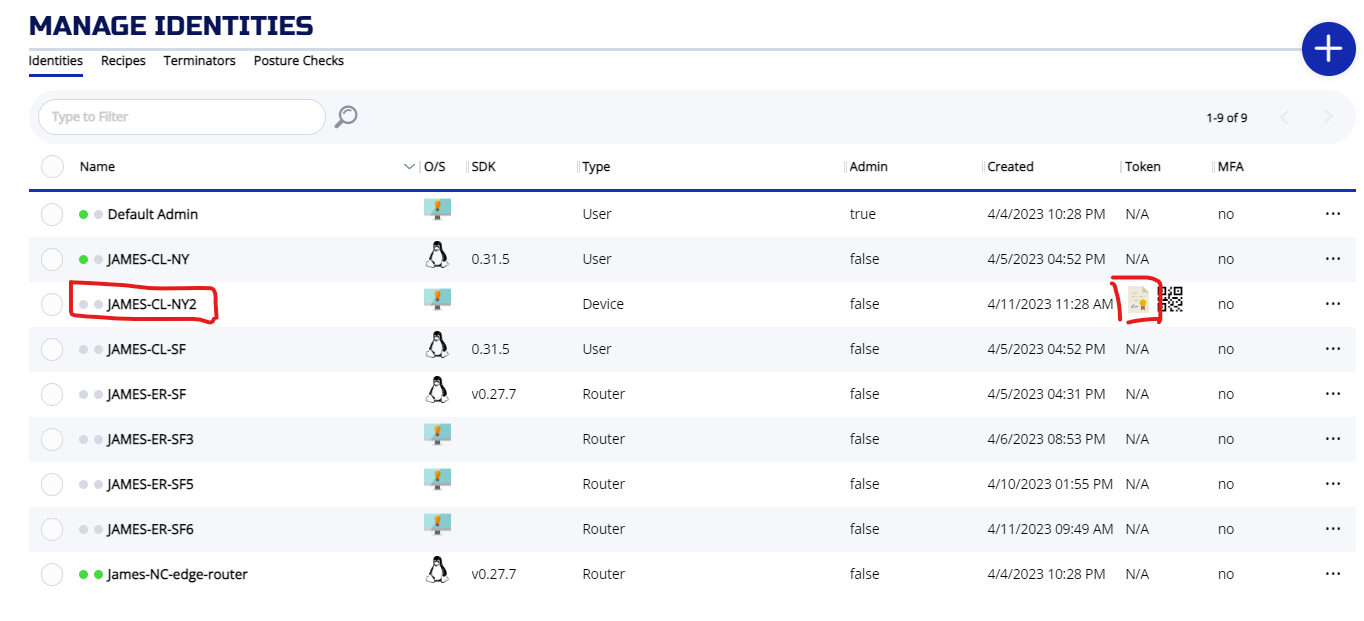 MANAGE IDENTITIES
Identities Recipes Terminators Posture Checks
Type to Filter 1-9 of 9
Name O/S SDK Type Admin Created Token MFA
Default Admin User true 4/4/2023 10:28 PM N/A no ...
JAMES-CL-NY 0.31.5 User false 4/5/2023 04:52 PM N/A no ...
JAMES-CL-NY2 Device false 4/11/2023 11:28 AM no ...
JAMES-CL-SF 0.31.5 User false 4/5/2023 04:52 PM N/A no ...
JAMES-ER-SF v0.27.7 Router false 4/5/2023 04:31 PM N/A no ...
JAMES-ER-SF3 Router false 4/6/2023 08:53 PM N/A no ...
JAMES-ER-SF5 Router false 4/10/2023 01:55 PM N/A no ...
JAMES-ER-SF6 Router false 4/11/2023 09:49 AM N/A no ...
James-NC-edge-router v0.27.7 Router false 4/4/2023 10:28 PM N/A no ...